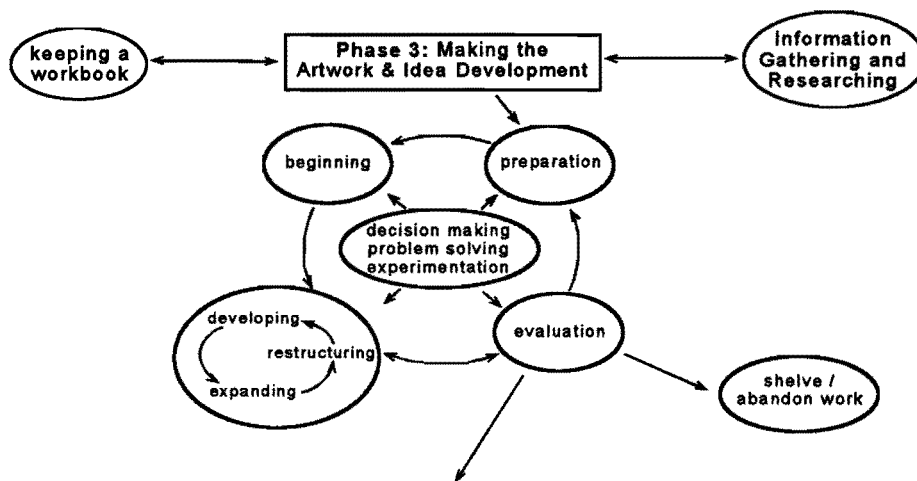 keeping a
workbook
Phase 3: Making the
Artwork & Idea Development
Information
Gathering and
Researching
beginning
preparation
decision making
problem solving
experimentation
developing
restructuring
expanding
evaluation
shelve /
abandon work